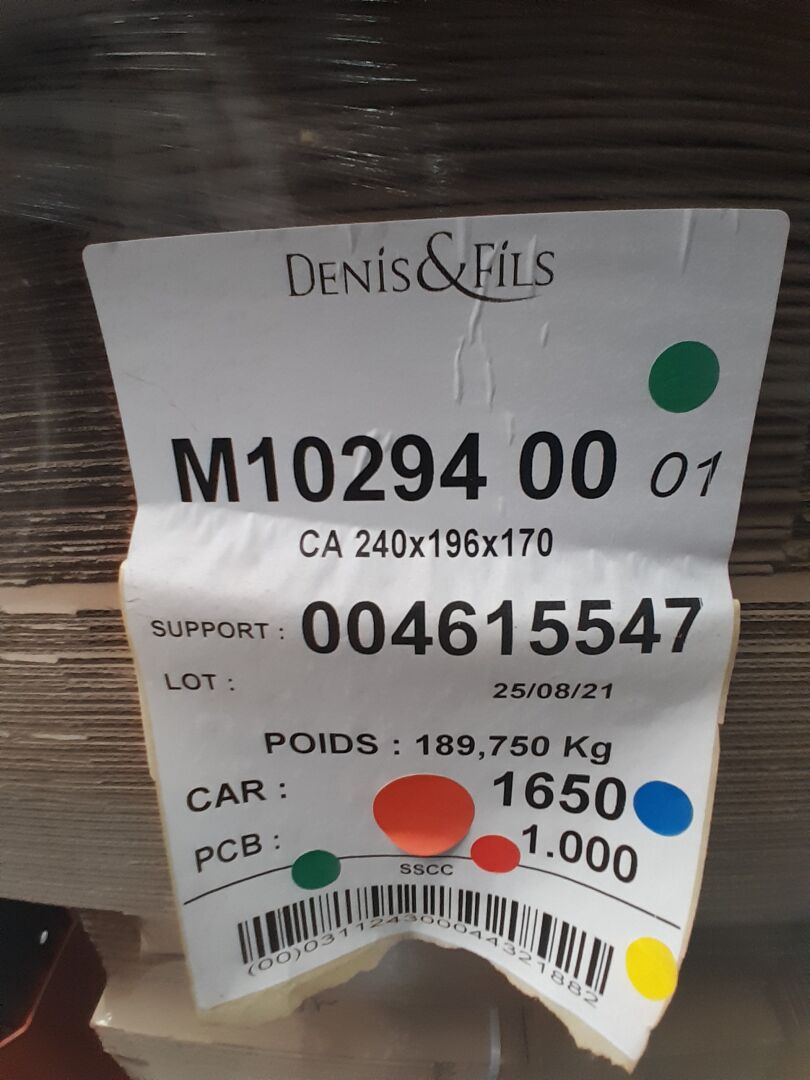 DENiS&FiLS
M10294 00 01
CA 240x196x170
SUPPORT : 004615547
LOT : 25/08/21
POIDS : 189,750 Kg
CAR : 1650
PCB : 1.000
SSCC
(00)031124300044321882